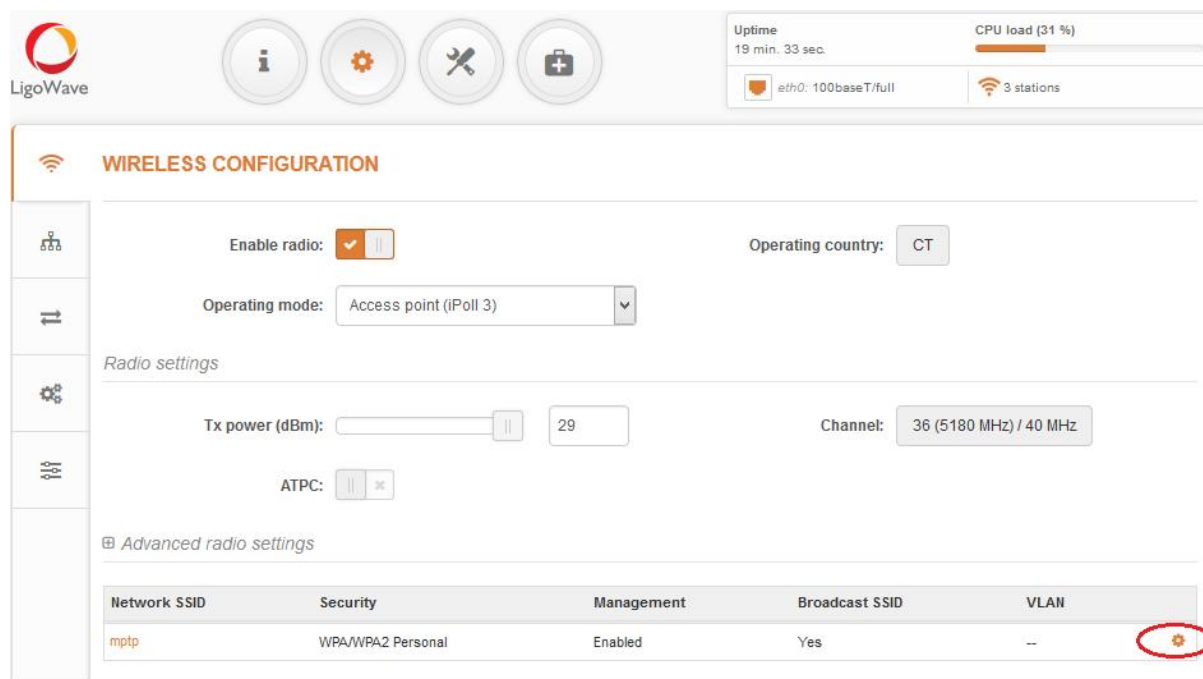 LigoWave
Uptime
19 min. 33 sec.
CPU load (31 %)
eth0: 100baseT/full
3 stations
WIRELESS CONFIGURATION
Enable radio:
Operating country: CT
Operating mode: Access point (iPoll 3)
Radio settings
Tx power (dBm): 29
Channel: 36 (5180 MHz) / 40 MHz
ATPC:
Advanced radio settings
Network SSID Security Management Broadcast SSID VLAN
mptp WPA/WPA2 Personal Enabled Yes --